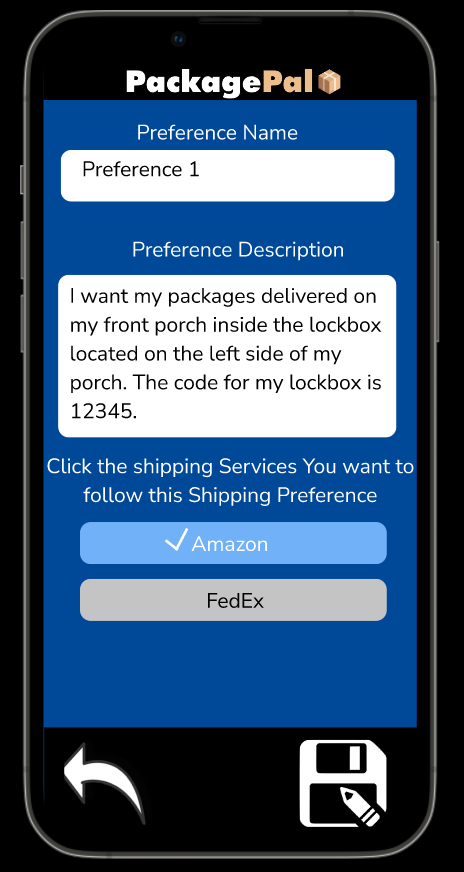 PackagePal
Preference Name
Preference 1
Preference Description
I want my packages delivered on
my front porch inside the lockbox
located on the left side of my
porch. The code for my lockbox is
12345.
Click the shipping Services You want to
follow this Shipping Preference
Amazon
FedEx